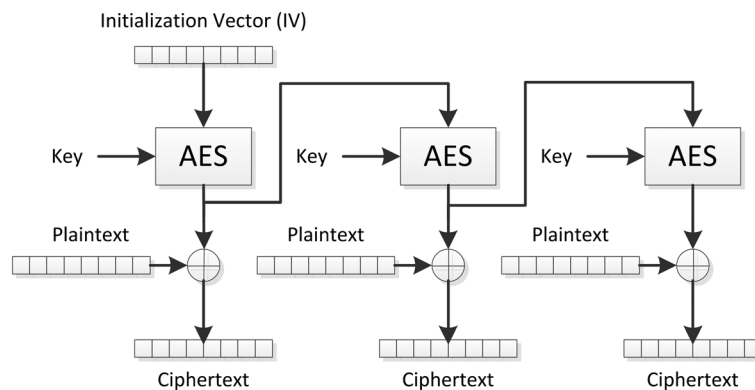 Initialization Vector (IV)
Key
AES
Key
AES
Key
AES
Plaintext
Plaintext
Plaintext
Ciphertext
Ciphertext
Ciphertext